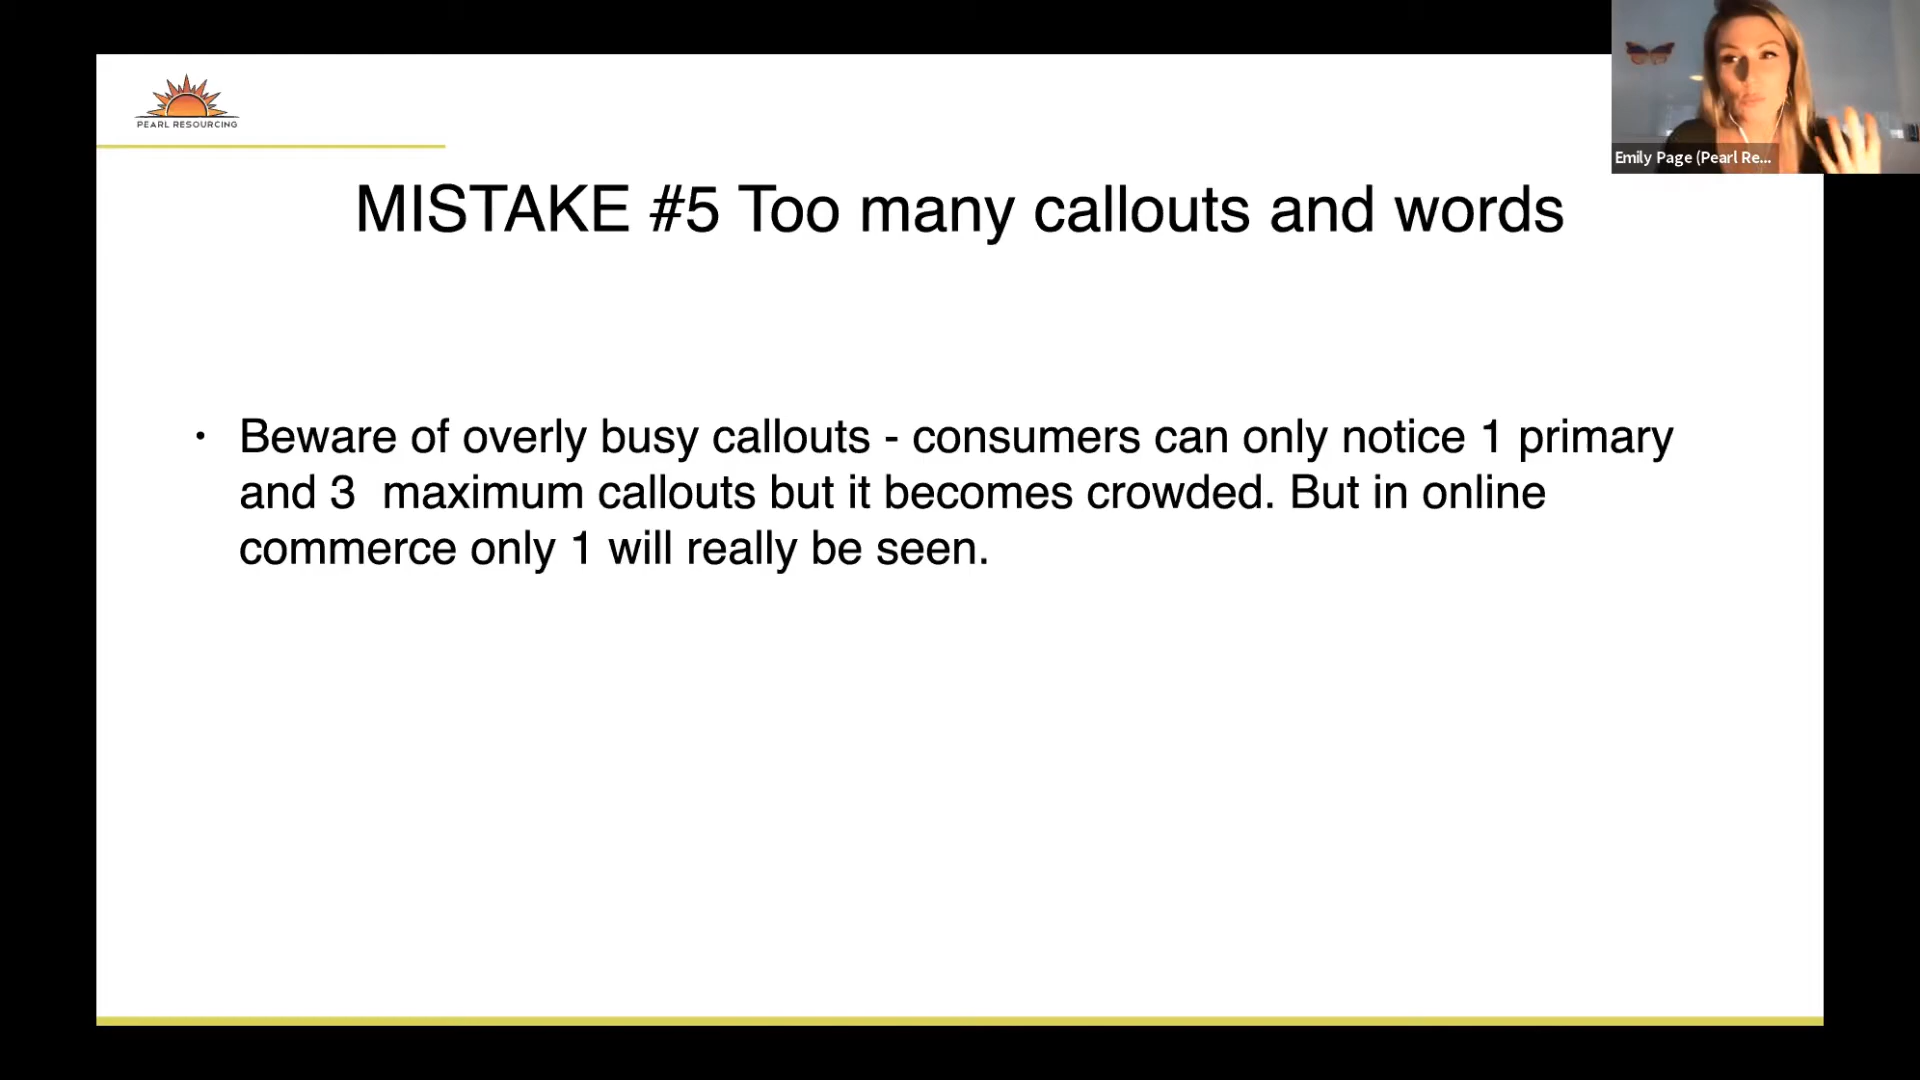 PEARL RESOURCING
Emily Page (Pearl Re...
MISTAKE #5 Too many callouts and words
• Beware of overly busy callouts - consumers can only notice 1 primary
and 3  maximum callouts but it becomes crowded. But in online
commerce only 1 will really be seen.